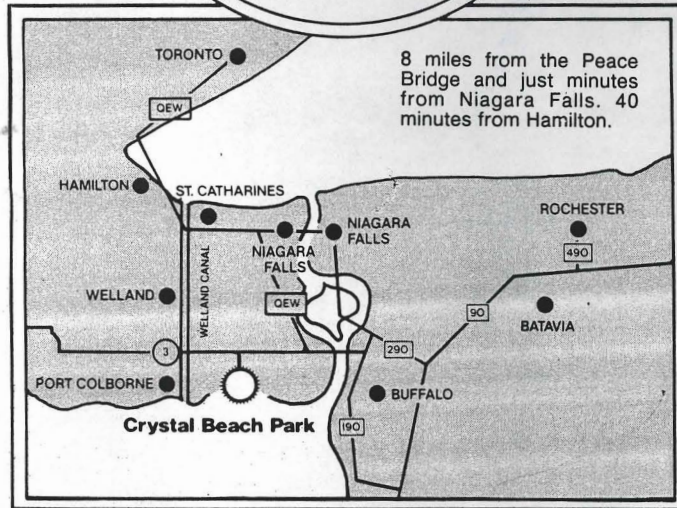 TORONTO
8 miles from the Peace
Bridge and just minutes
from Niagara Falls. 40
minutes from Hamilton.
QEW
HAMILTON
ST. CATHARINES
ROCHESTER
NIAGARA
FALLS
NIAGARA
FALLS
490
WELLAND CANAL
WELLAND
QEW
90
BATAVIA
3
290
PORT COLBORNE
BUFFALO
Crystal Beach Park
190